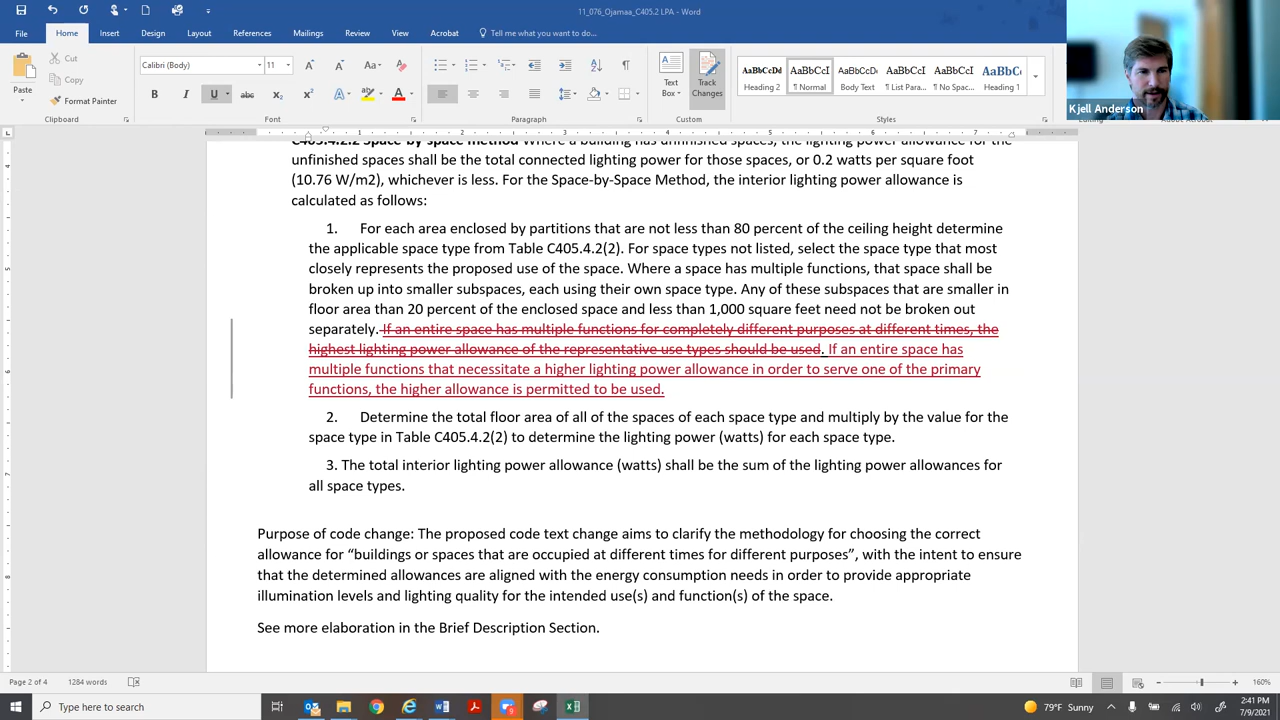 11_076_Ojamaa_C405.2 LPA - Word
File Home Insert Design Layout References Mailings Review View Acrobat Tell me what you want to do...
Kjell Anderson
Paste
Cut
Copy
Format Painter
Calibri (Body) 11
Text Box
Track Changes
AaBbCcDd Heading 2
AaBbCcI ¶ Normal
AaBbCcDd Body Text
AaBbCcI ¶ List Para...
AaBbCcI ¶ No Spac...
AaBbC Heading 1
Clipboard Font Paragraph Custom Styles Editing
1 2 3 4 5 6 7
C405.4.2.2 Space-by-space method Where a building has unfinished spaces, the lighting power allowance for the
unfinished spaces shall be the total connected lighting power for those spaces, or 0.2 watts per square foot
(10.76 W/m2), whichever is less. For the Space-by-Space Method, the interior lighting power allowance is
calculated as follows:
1. For each area enclosed by partitions that are not less than 80 percent of the ceiling height determine
the applicable space type from Table C405.4.2(2). For space types not listed, select the space type that most
closely represents the proposed use of the space. Where a space has multiple functions, that space shall be
broken up into smaller subspaces, each using their own space type. Any of these subspaces that are smaller in
floor area than 20 percent of the enclosed space and less than 1,000 square feet need not be broken out
separately. If an entire space has multiple functions for completely different purposes at different times, the
highest lighting power allowance of the representative use types should be used. If an entire space has
multiple functions that necessitate a higher lighting power allowance in order to serve one of the primary
functions, the higher allowance is permitted to be used.
2. Determine the total floor area of all of the spaces of each space type and multiply by the value for the
space type in Table C405.4.2(2) to determine the lighting power (watts) for each space type.
3. The total interior lighting power allowance (watts) shall be the sum of the lighting power allowances for
all space types.
Purpose of code change: The proposed code text change aims to clarify the methodology for choosing the correct
allowance for “buildings or spaces that are occupied at different times for different purposes”, with the intent to ensure
that the determined allowances are aligned with the energy consumption needs in order to provide appropriate
illumination levels and lighting quality for the intended use(s) and function(s) of the space.
See more elaboration in the Brief Description Section.
Page 2 of 4 1284 words 160%
Type here to search
79°F Sunny
2:41 PM
7/9/2021